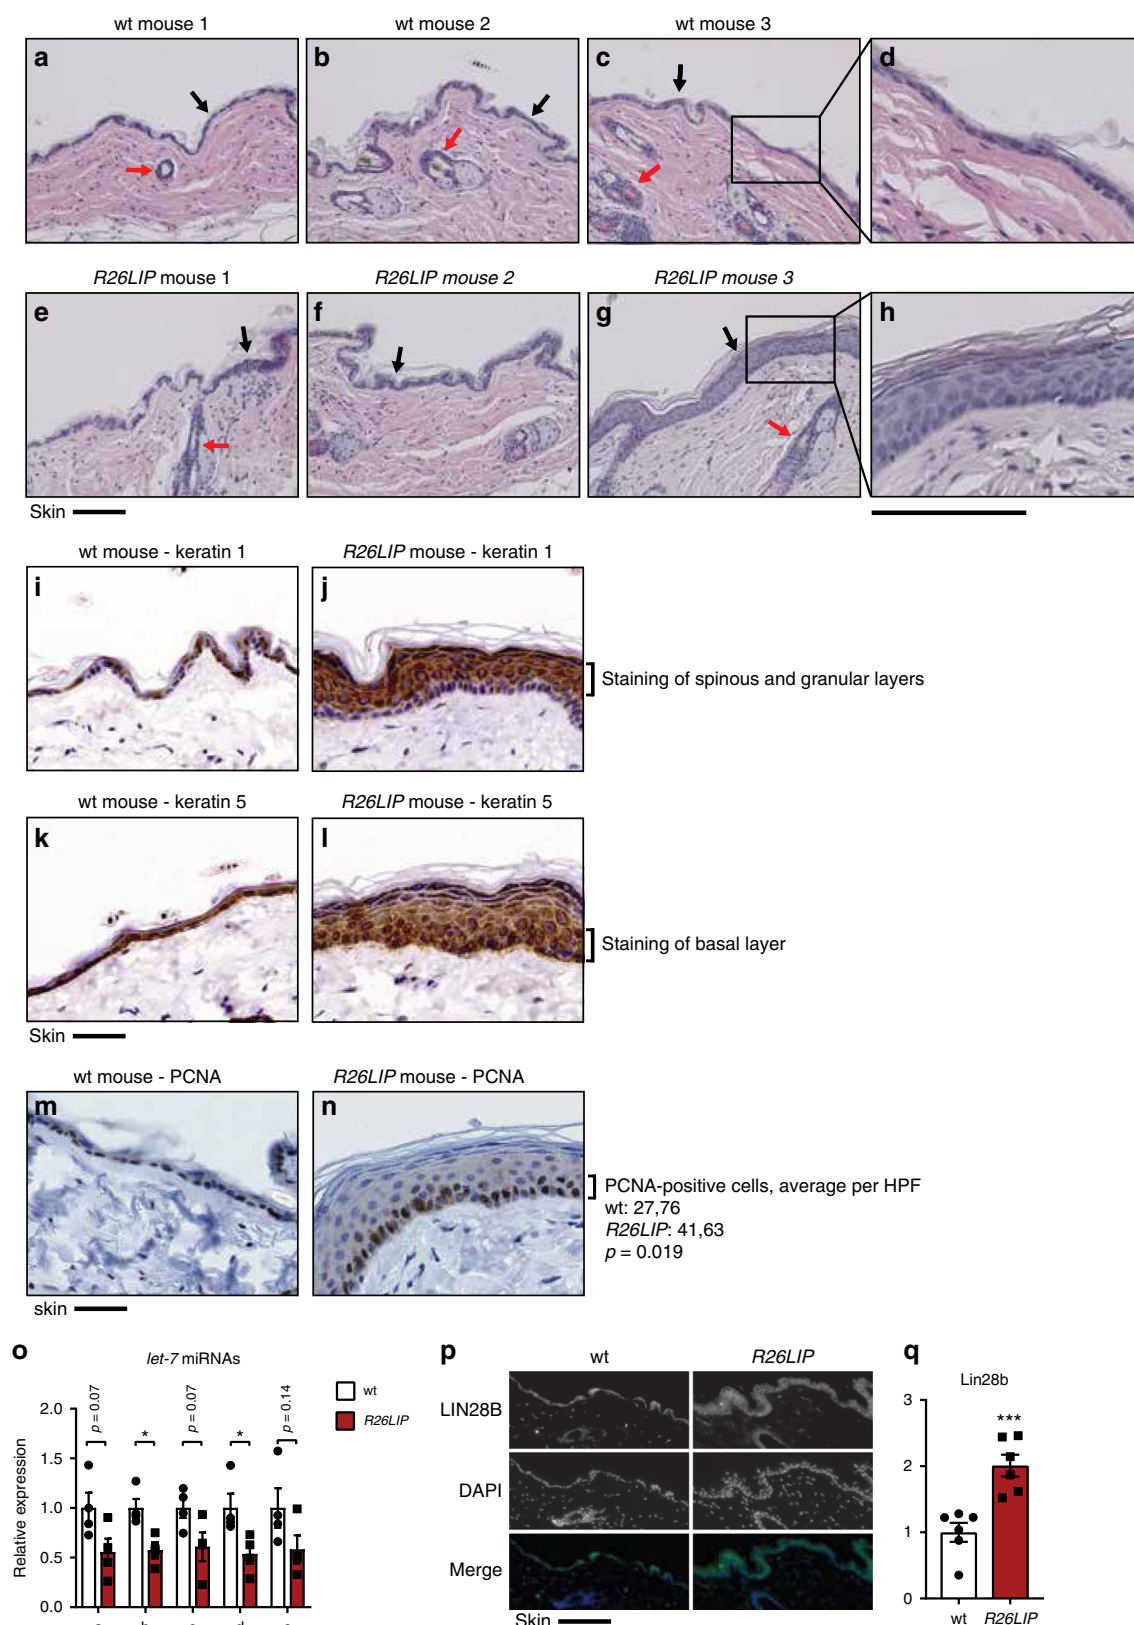 wt mouse 1
wt mouse 2
wt mouse 3
a
b
c
d
R26LIP mouse 1
R26LIP mouse 2
R26LIP mouse 3
e
f
g
h
Skin
wt mouse - keratin 1
R26LIP mouse - keratin 1
i
j
Staining of spinous and granular layers
wt mouse - keratin 5
R26LIP mouse - keratin 5
k
l
Staining of basal layer
Skin
wt mouse - PCNA
R26LIP mouse - PCNA
m
n
PCNA-positive cells, average per HPF
wt: 27,76
R26LIP: 41,63
p = 0.019
skin
o
let-7 miRNAs
wt
R26LIP
p = 0.07
*
p = 0.07
*
p = 0.14
Relative expression
2.0
1.5
1.0
0.5
0.0
p
wt
R26LIP
LIN28B
DAPI
Merge
Skin
q
Lin28b
***
3
2
1
0
wt
R26LIP